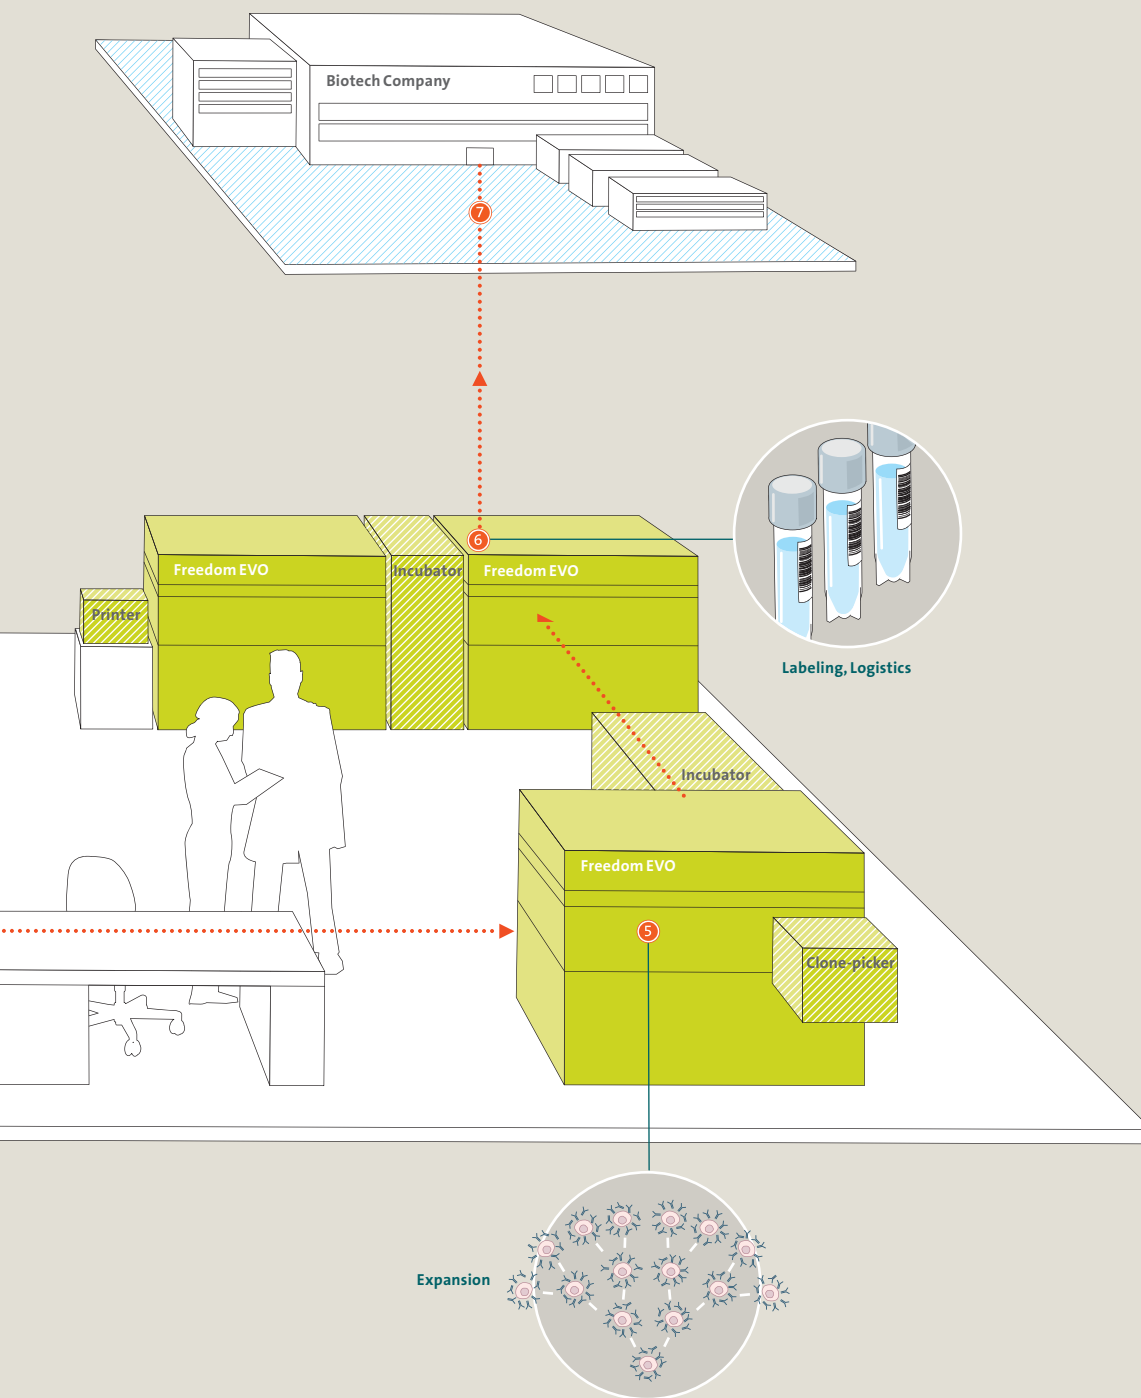 Biotech Company
7
6
Freedom EVO
Incubator
Freedom EVO
Printer
Labeling, Logistics
Incubator
Freedom EVO
5
Clone-picker
Expansion